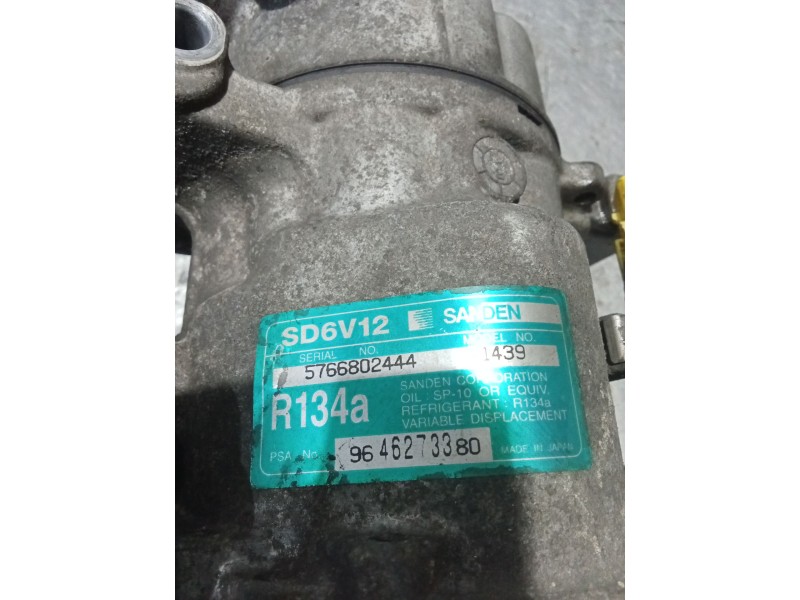 SD6V12 SANDEN
SERIAL NO. MODEL NO.
5766802444 1439
R134a
SANDEN CORPORATION
OIL : SP-10 OR EQUIV.
REFRIGERANT : R134a
VARIABLE DISPLACEMENT
PSA No. 96 46273380 MADE IN JAPAN